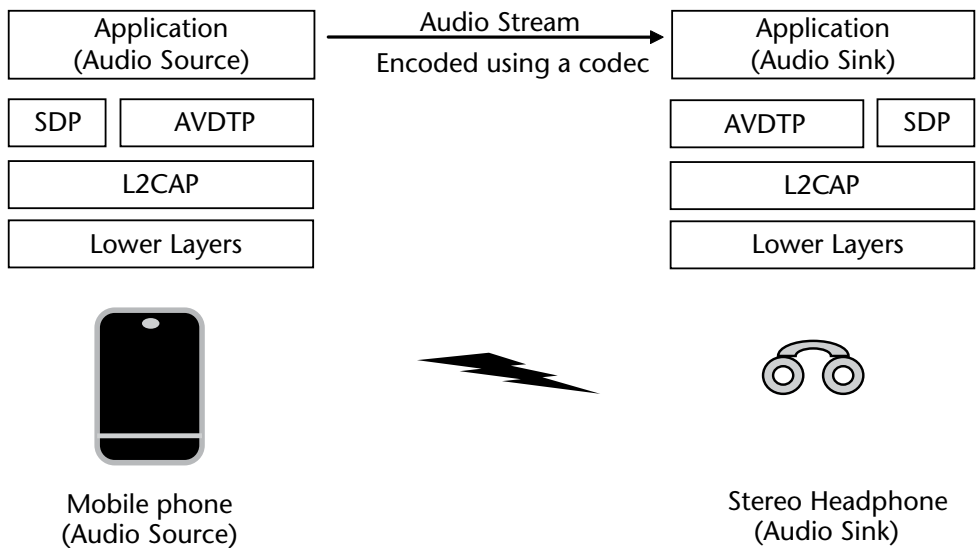 Application
(Audio Source)
Audio Stream
Encoded using a codec
Application
(Audio Sink)
SDP
AVDTP
AVDTP
SDP
L2CAP
L2CAP
Lower Layers
Lower Layers
Mobile phone
(Audio Source)
Stereo Headphone
(Audio Sink)